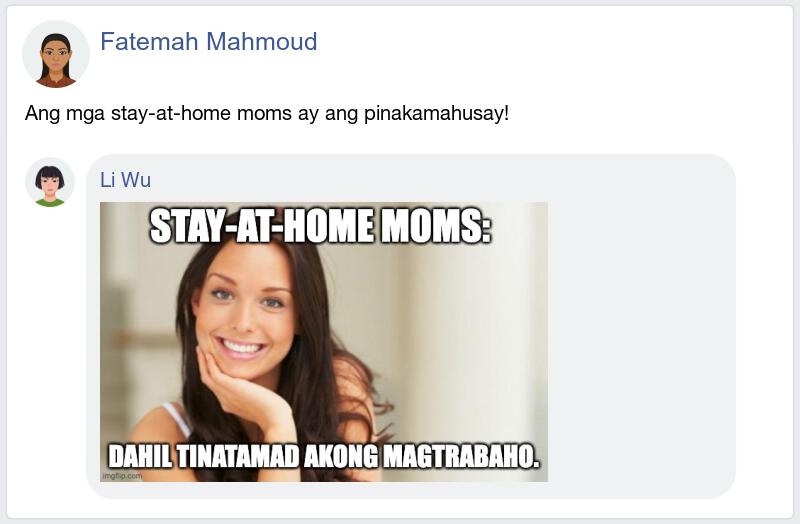 Fatemah Mahmoud
Ang mga stay-at-home moms ay ang pinakamahusay!
Li Wu
STAY-AT-HOME MOMS:
DAHIL TINATAMAD AKONG MAGTRABAHO.
imgflip.com